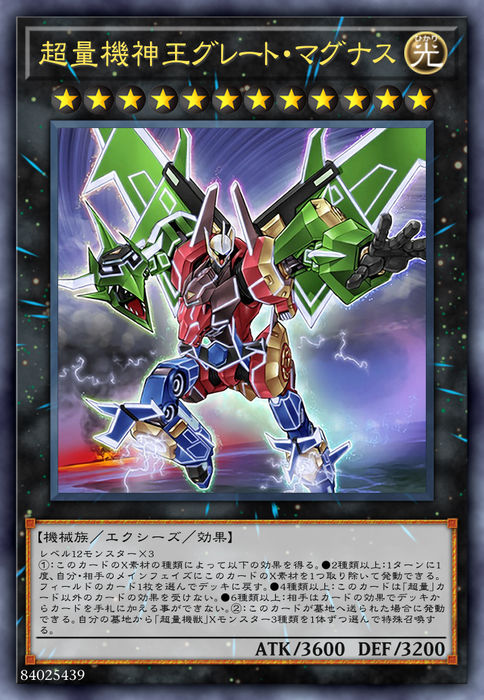 超量機神王グレート・マグナス
ひかり
光
【機械族／エクシーズ／効果】
レベル12モンスター×3
①:このカードのX素材の種類によって以下の効果を得る。●2種類以上:1ターンに1
度、自分・相手のメインフェイズにこのカードのX素材を1つ取り除いて発動できる。
フィールドのカード1枚を選んでデッキに戻す。●4種類以上:このカードは「超量」カ
ード以外のカードの効果を受けない。●6種類以上:相手はカードの効果でデッキか
らカードを手札に加える事ができない。②:このカードが墓地へ送られた場合に発動
できる。自分の墓地から「超量機獣」Xモンスター3種類を1体ずつ選んで特殊召喚す
る。
ATK/3600 DEF/3200
84025439